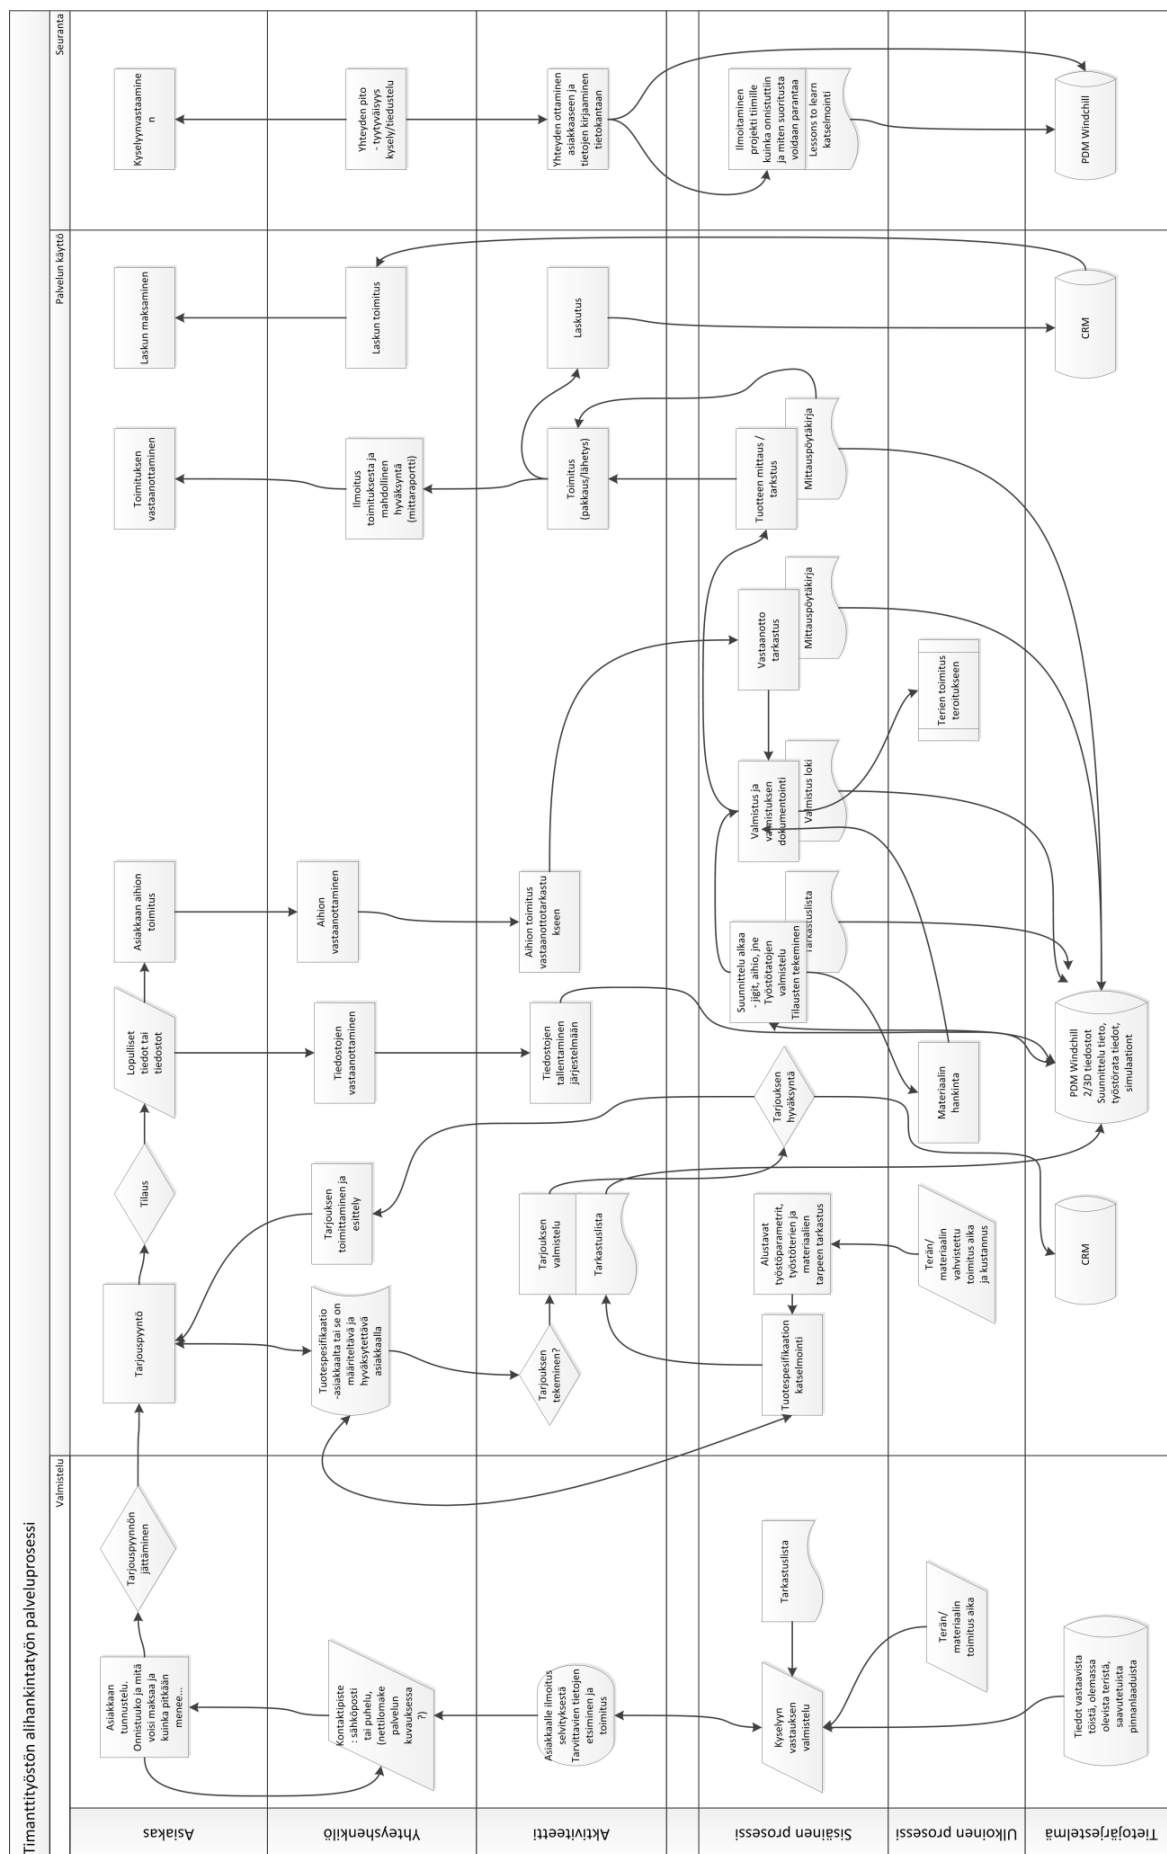 Timanttityöstön alihankintatyön palveluprosessi
Valmistelu
Palvelun käyttö
Seuranta
Asiakas
Asiakkaan
tunnustelu.
Onnistuuko ja mitä
voisi maksaa ja
kuinka pitkään
menee...
Tarjouspyynnön
jättäminen
Tarjouspyyntö
Tilaus
Lopulliset
tiedot tai
tiedostot
Asiakkaan aihion
toimitus
Toimituksen
vastaanottaminen
Laskun maksaminen
Kyselyynvastaamine
n
Yhteyshenkilö
Kontaktipiste
: sähköposti
tai puhelu,
(nettilomake
palvelun
kuvauksessa
?)
Tuotespesifikaatio
-asiakkaalta tai se on
määriteltävä ja
hyväksytettävä
asiakkaalla
Tarjouksen
toimittaminen ja
esittely
Tiedostojen
vastaanottaminen
Aihion
vastaanottaminen
Ilmoitus
toimituksesta ja
mahdollinen
hyväksyntä
(mittaraportti)
Laskun toimitus
Yhteyden pito
- tyytyväisyys
kysely/tiedustelu
Aktiviteetti
Asiakkaalle ilmoitus
selvityksestä
Tarvittavien tietojen
etsiminen ja
toimitus
Tarjouksen
tekeminen?
Tarjouksen
valmistelu
Tarkastuslista
Tiedostojen
tallentaminen
järjestelmään
Aihion toimitus
vastaanottotarkastu
kseen
Toimitus
(pakkaus/lähetys)
Laskutus
Yhteyden ottaminen
asiakkaaseen ja
tietojen kirjaaminen
tietokantaan
Sisäinen prosessi
Kyselyyn
vastauksen
valmistelu
Tarkastuslista
Tuotespesifikaation
katselmointi
Alustavat
työstöparametrit,
työstöterien ja
materiaalien
tarpeen tarkastus
Tarjouksen
hyväksyntä
Suunnittelu alkaa
- jigit, aihio, jne
Työstötatojen
valmistelu
Tilausten tekeminen
Tarkastuslista
Valmistus ja
valmistuksen
dokumentointi
Valmistus loki
Vastaanotto
tarkastus
Mittauspöytäkirja
Tuotteen mittaus /
tarkstus
Mittauspöytäkirja
Ilmoitaminen
projekti tiimille
kuinka onnistuttiin
ja miten suoritusta
voidaan parantaa
Lessons to learn
katselmointi
Ulkoinen prosessi
Terän/
materiaalin
toimitus aika
Terän/
materiaalin
vahvistettu
toimitus aika
ja kustannus
Materiaalin
hankinta
Terien toimitus
teroitukseen
Tietojärjestelmä
Tiedot vastaavista
töistä, olemassa
olevista teristä,
saavutetuista
pinnanlaaduista
CRM
PDM Windchill
2/3D tiedostot
Suunnittelu tieto,
työstörata tiedot,
simulaationt
CRM
PDM Windchill